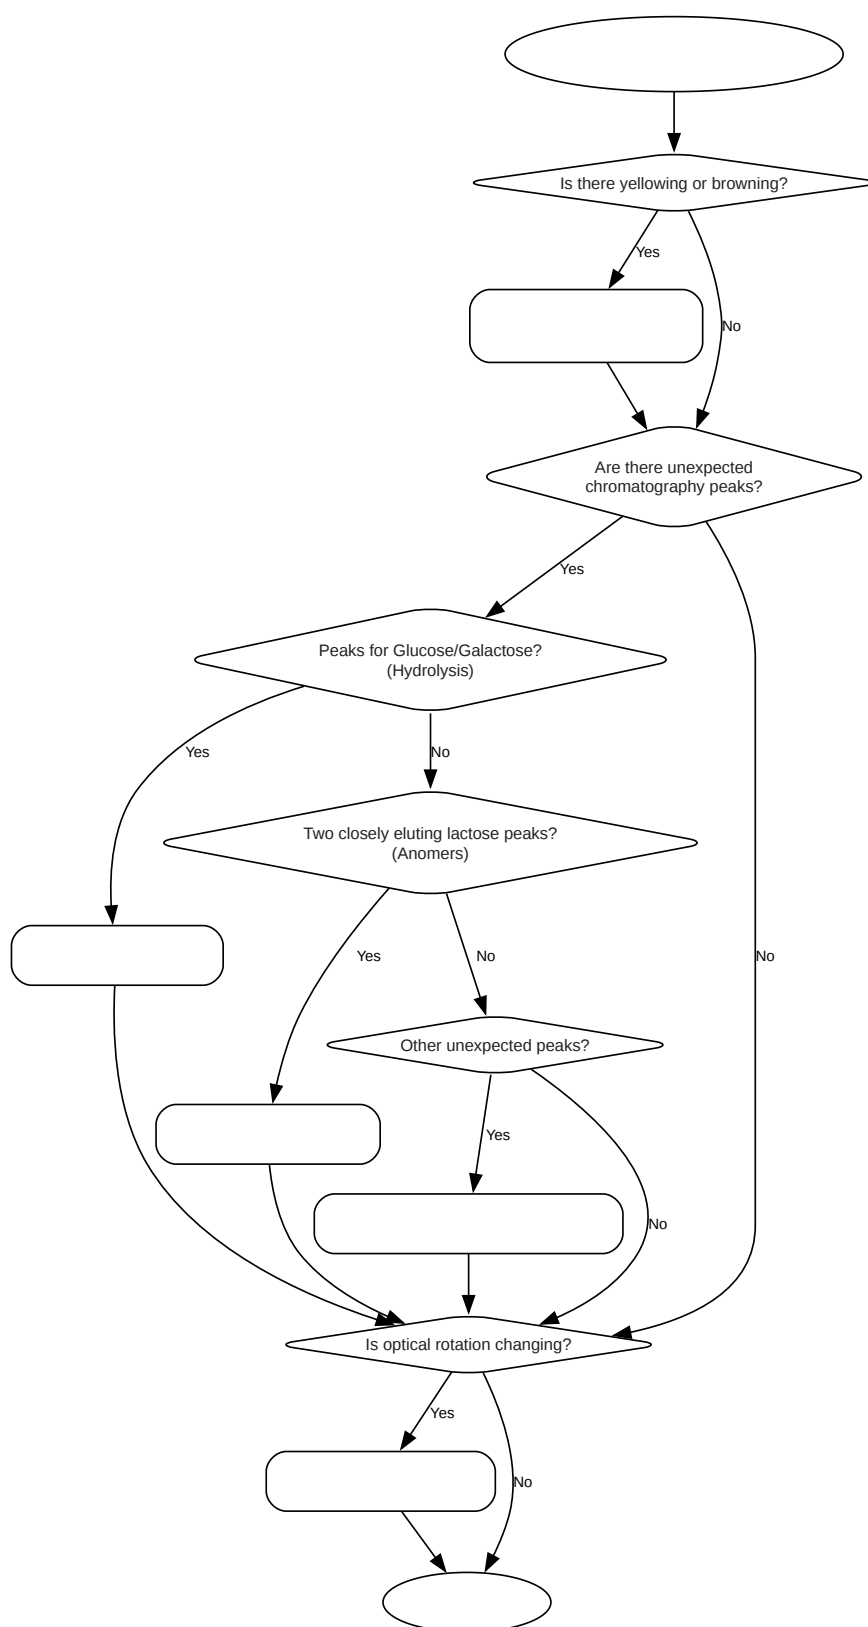 Is there yellowing or browning?
Yes
No
Are there unexpected
chromatography peaks?
Yes
Peaks for Glucose/Galactose?
(Hydrolysis)
Yes
No
Two closely eluting lactose peaks?
(Anomers)
Yes
No
No
Other unexpected peaks?
Yes
No
Is optical rotation changing?
Yes
No